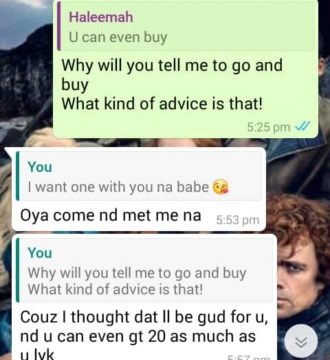 Haleemah
U can even buy
Why will you tell me to go and
buy
What kind of advice is that!
5:25 pm
You
I want one with you na babe 😘
Oya come nd met me na
5:53 pm
You
Why will you tell me to go and buy
What kind of advice is that!
Couz I thought dat ll be gud for u,
nd u can even gt 20 as much as
u lyk
5:57 pm